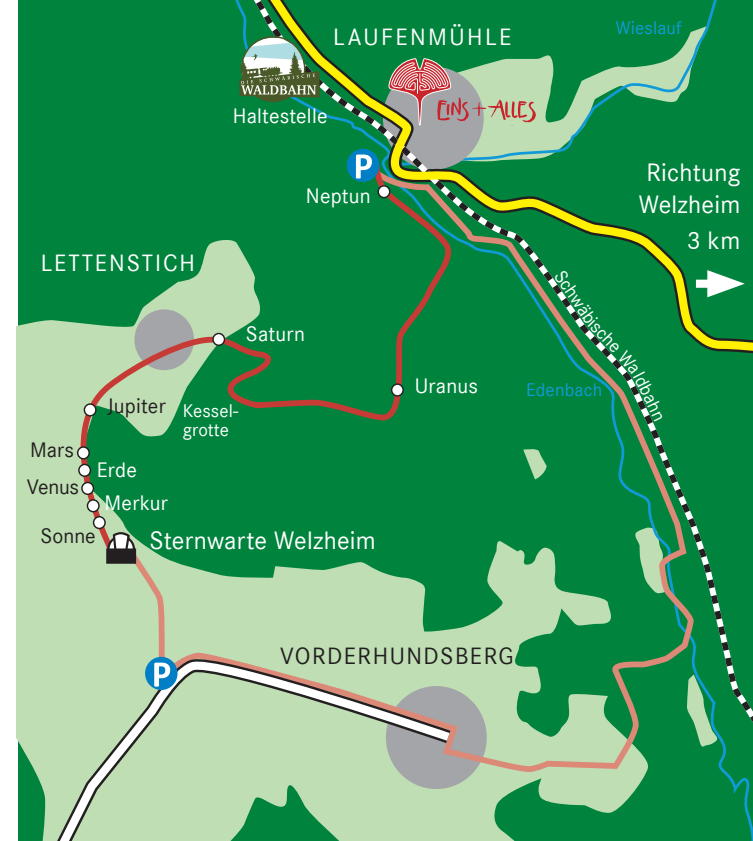 Wieslauf
LAUFENMÜHLE
DIE SCHWÄBISCHE
WALDBAHN
Haltestelle
EINS+ALLES
P
Neptun
Richtung
Welzheim
3 km
LETTENSTICH
Saturn
Schwäbische Waldbahn
Uranus
Edenbach
Jupiter
Kessel-
grotte
Mars
Erde
Venus
Merkur
Sonne
Sternwarte Welzheim
VORDERHUNDSBERG
P